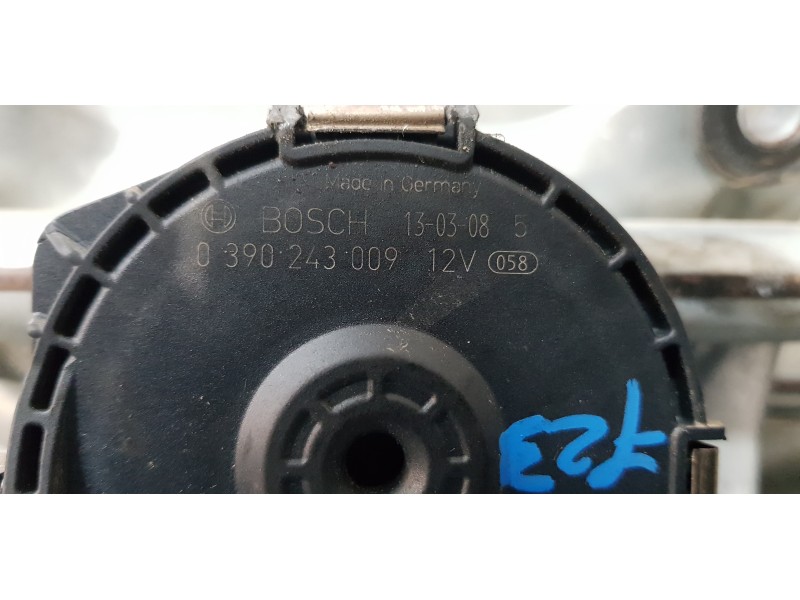 Made in Germany
BOSCH 13-03-08 5
0 390 243 009 12V 058
723